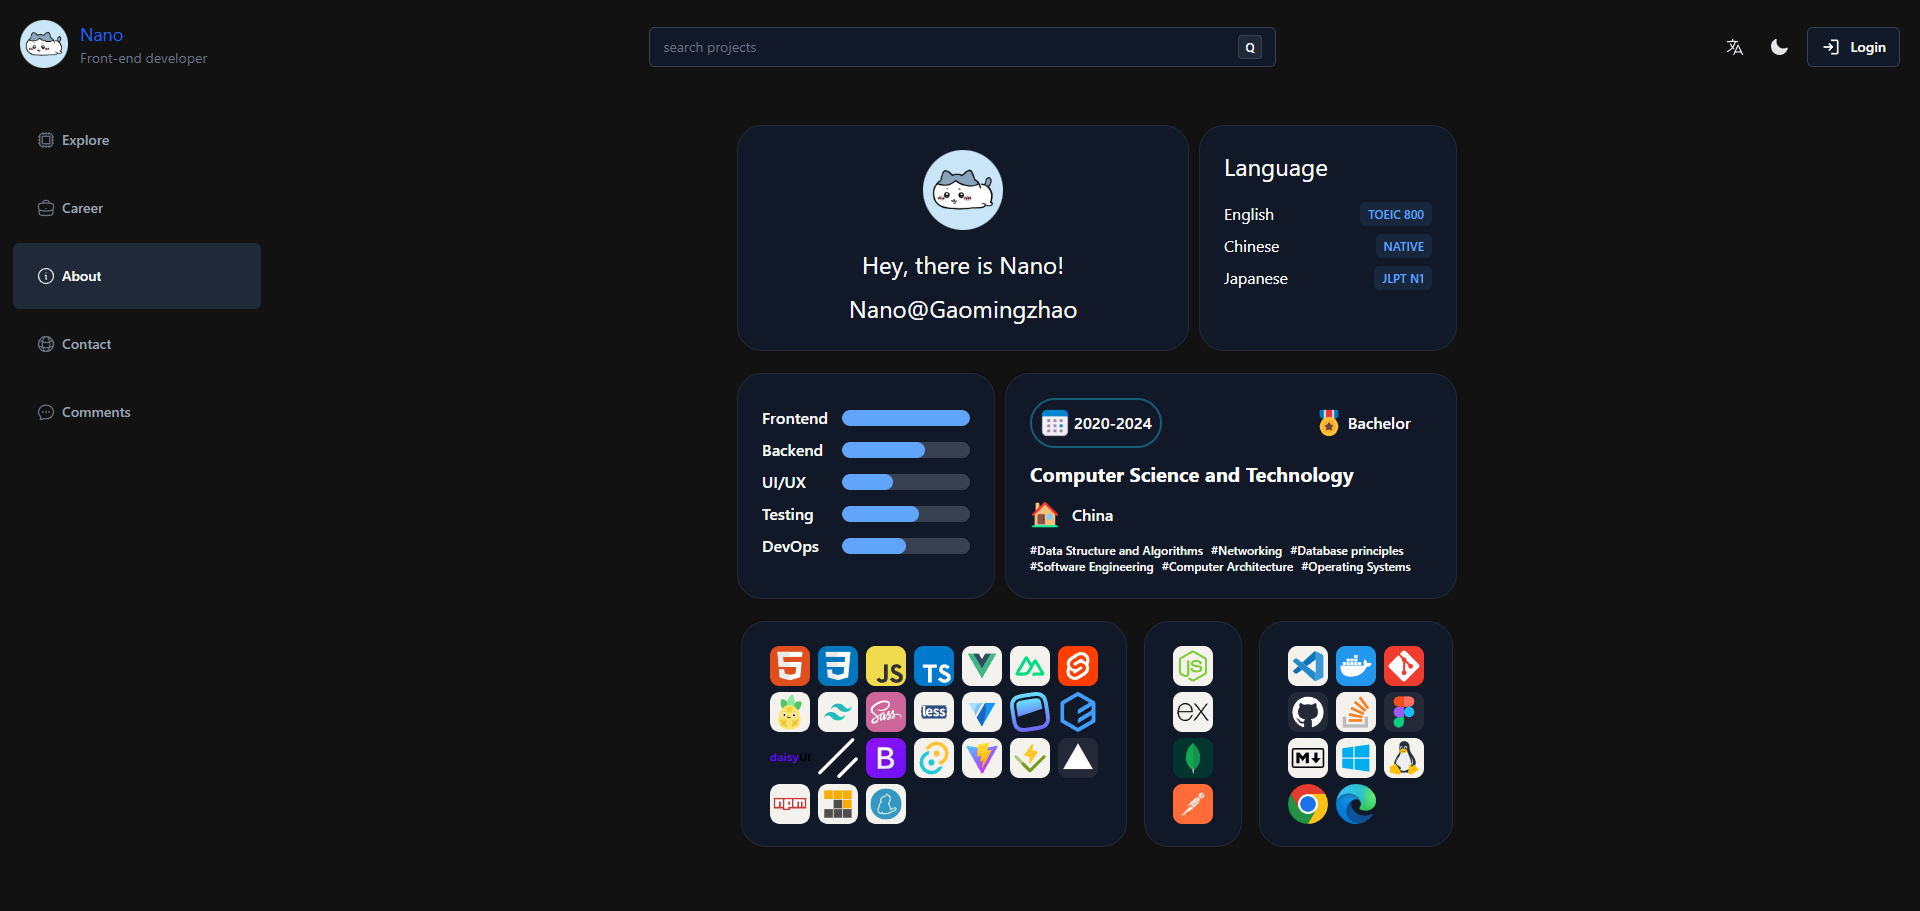 Nano
Front-end developer
search projects
Q
Login
Explore
Career
About
Contact
Comments
Hey, there is Nano!
Nano@Gaomingzhao
Language
English TOEIC 800
Chinese NATIVE
Japanese JLPT N1
Frontend
Backend
UI/UX
Testing
DevOps
2020-2024
Bachelor
Computer Science and Technology
China
#Data Structure and Algorithms #Networking #Database principles
#Software Engineering #Computer Architecture #Operating Systems
JS
TS
Sass
less
daisyUI
B
npm
JS
ex
M